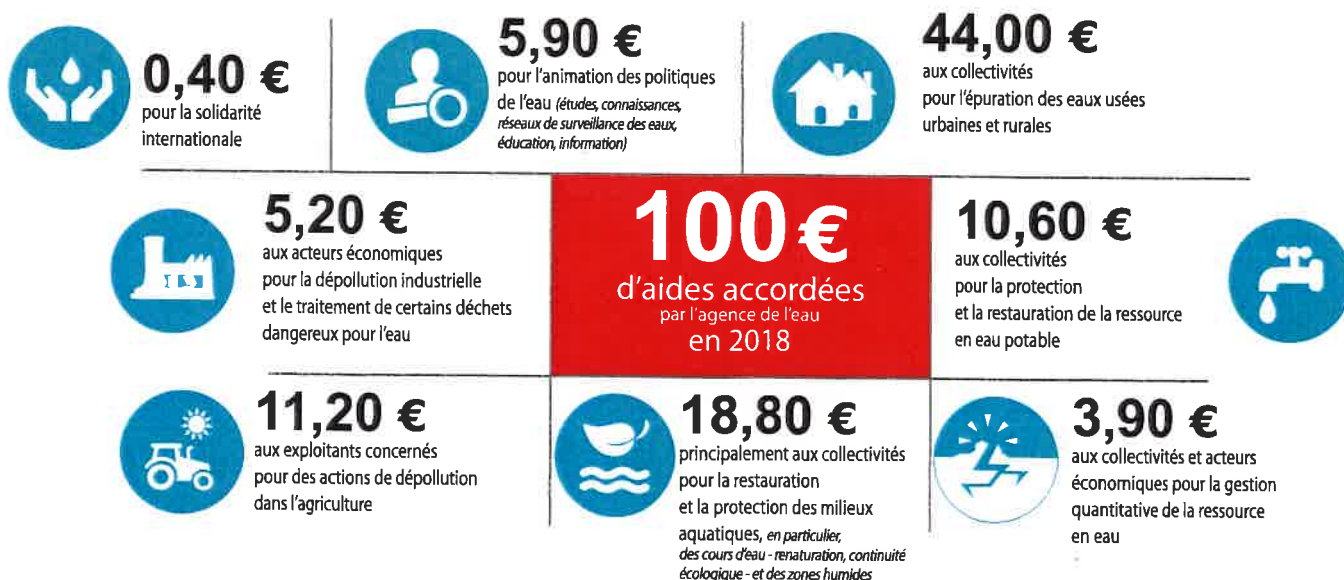 0,40 €
pour la solidarité
internationale
5,90 €
pour l'animation des politiques
de l'eau (études, connaissances,
réseaux de surveillance des eaux,
éducation, information)
44,00 €
aux collectivités
pour l'épuration des eaux usées
urbaines et rurales
5,20 €
aux acteurs économiques
pour la dépollution industrielle
et le traitement de certains déchets
dangereux pour l'eau
100 €
d'aides accordées
par l'agence de l'eau
en 2018
10,60 €
aux collectivités
pour la protection
et la restauration de la ressource
en eau potable
11,20 €
aux exploitants concernés
pour des actions de dépollution
dans l'agriculture
18,80 €
principalement aux collectivités
pour la restauration
et la protection des milieux
aquatiques, en particulier,
des cours d'eau - renaturation, continuité
écologique - et des zones humides
3,90 €
aux collectivités et acteurs
économiques pour la gestion
quantitative de la ressource
en eau